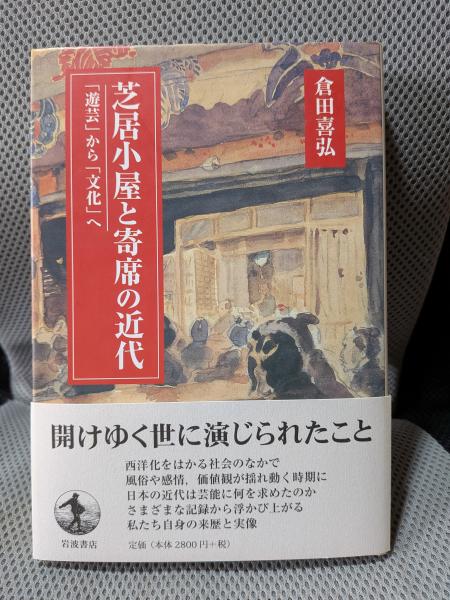 倉田喜弘
芝居小屋と寄席の近代
「遊芸」から「文化」へ
開けゆく世に演じられたこと
西洋化をはかる社会のなかで
風俗や感情，価値観が揺れ動く時期に
日本の近代は芸能に何を求めたのか
さまざまな記録から浮かび上がる
私たち自身の来歴と実像
岩波書店
定価（本体2800円＋税）